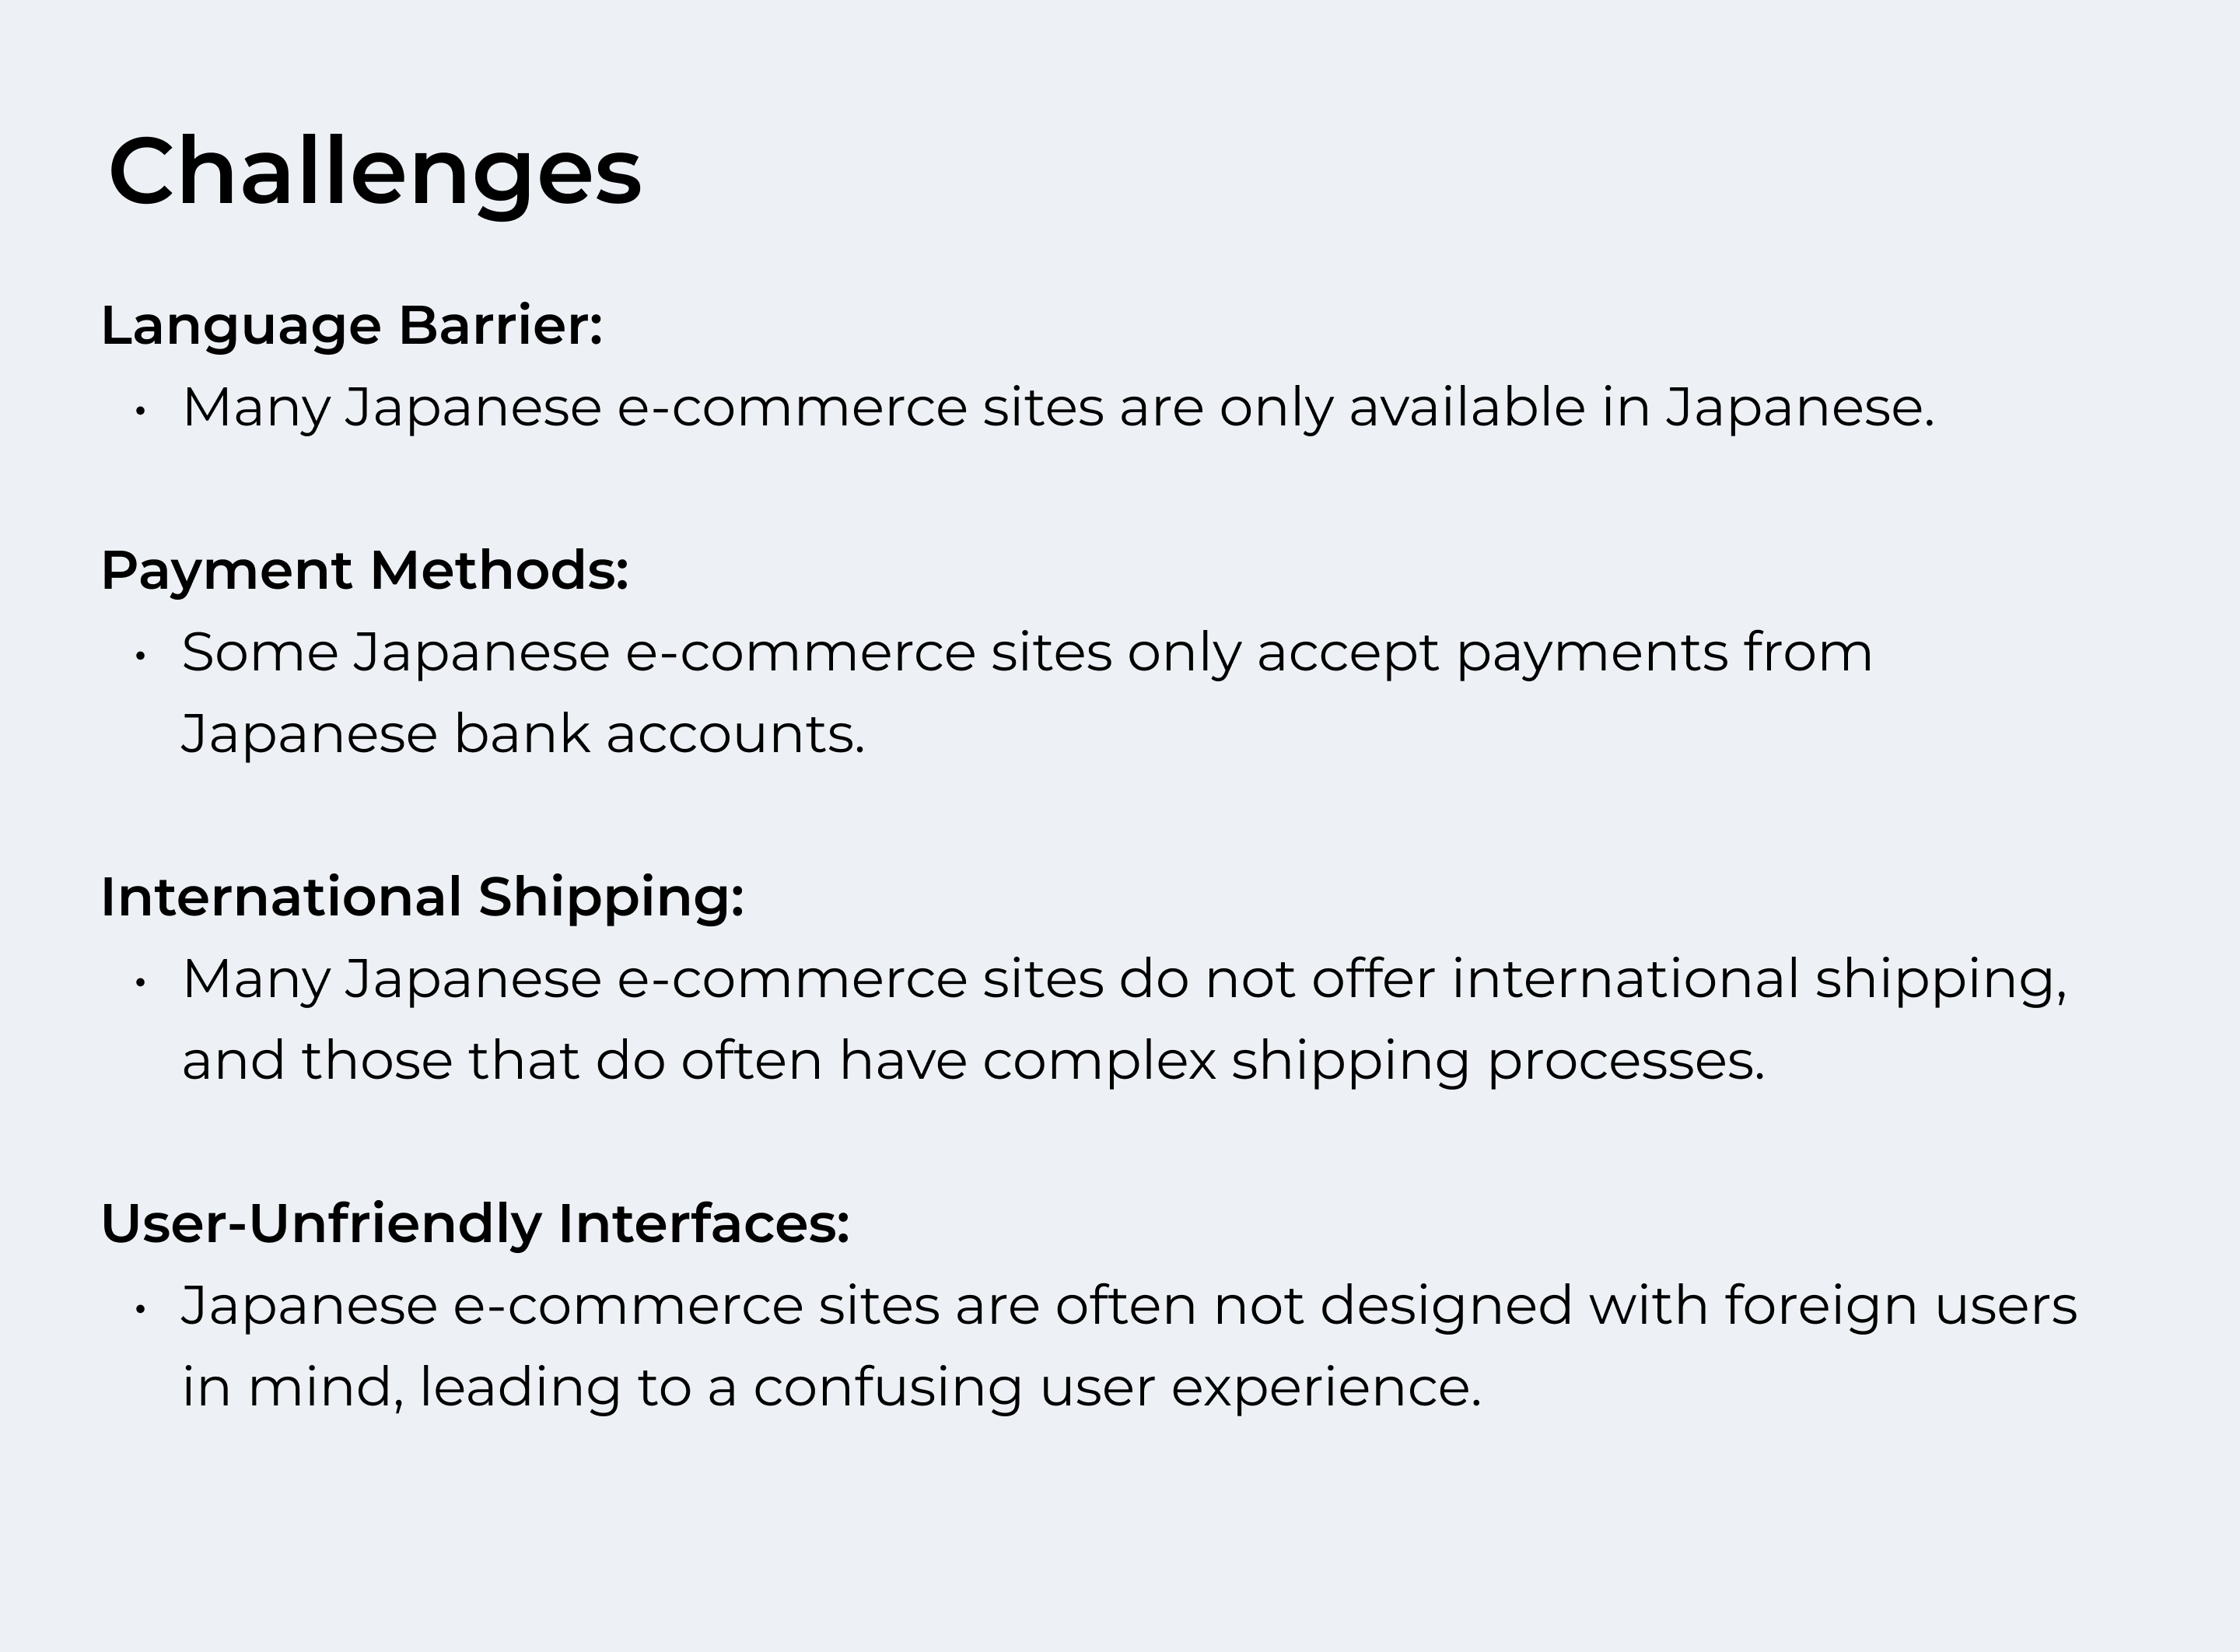 Challenges
Language Barrier:
• Many Japanese e-commerce sites are only available in Japanese.
Payment Methods:
• Some Japanese e-commerce sites only accept payments from
Japanese bank accounts.
International Shipping:
• Many Japanese e-commerce sites do not offer international shipping,
and those that do often have complex shipping processes.
User-Unfriendly Interfaces:
• Japanese e-commerce sites are often not designed with foreign users
in mind, leading to a confusing user experience.